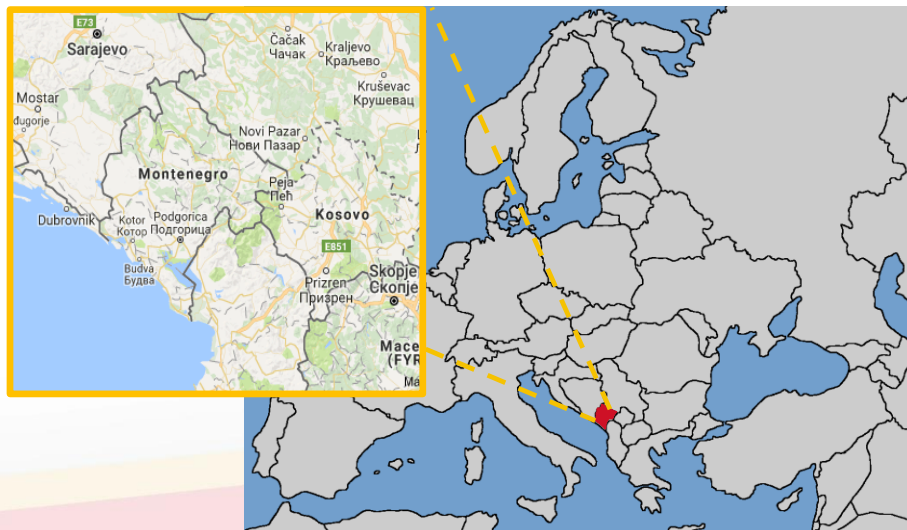 E73
Sarajevo
Čačak
Чачак
Kraljevo
Краљево
Kruševac
Крушевац
Mostar
đugorje
Novi Pazar
Нови Пазар
Montenegro
Peja
Пећ
Dubrovnik
Kotor
Котор
Podgorica
Подгорица
Kosovo
E851
Budva
Будва
Prizren
Призрен
Skopje
Скопје
Mace
(FYR